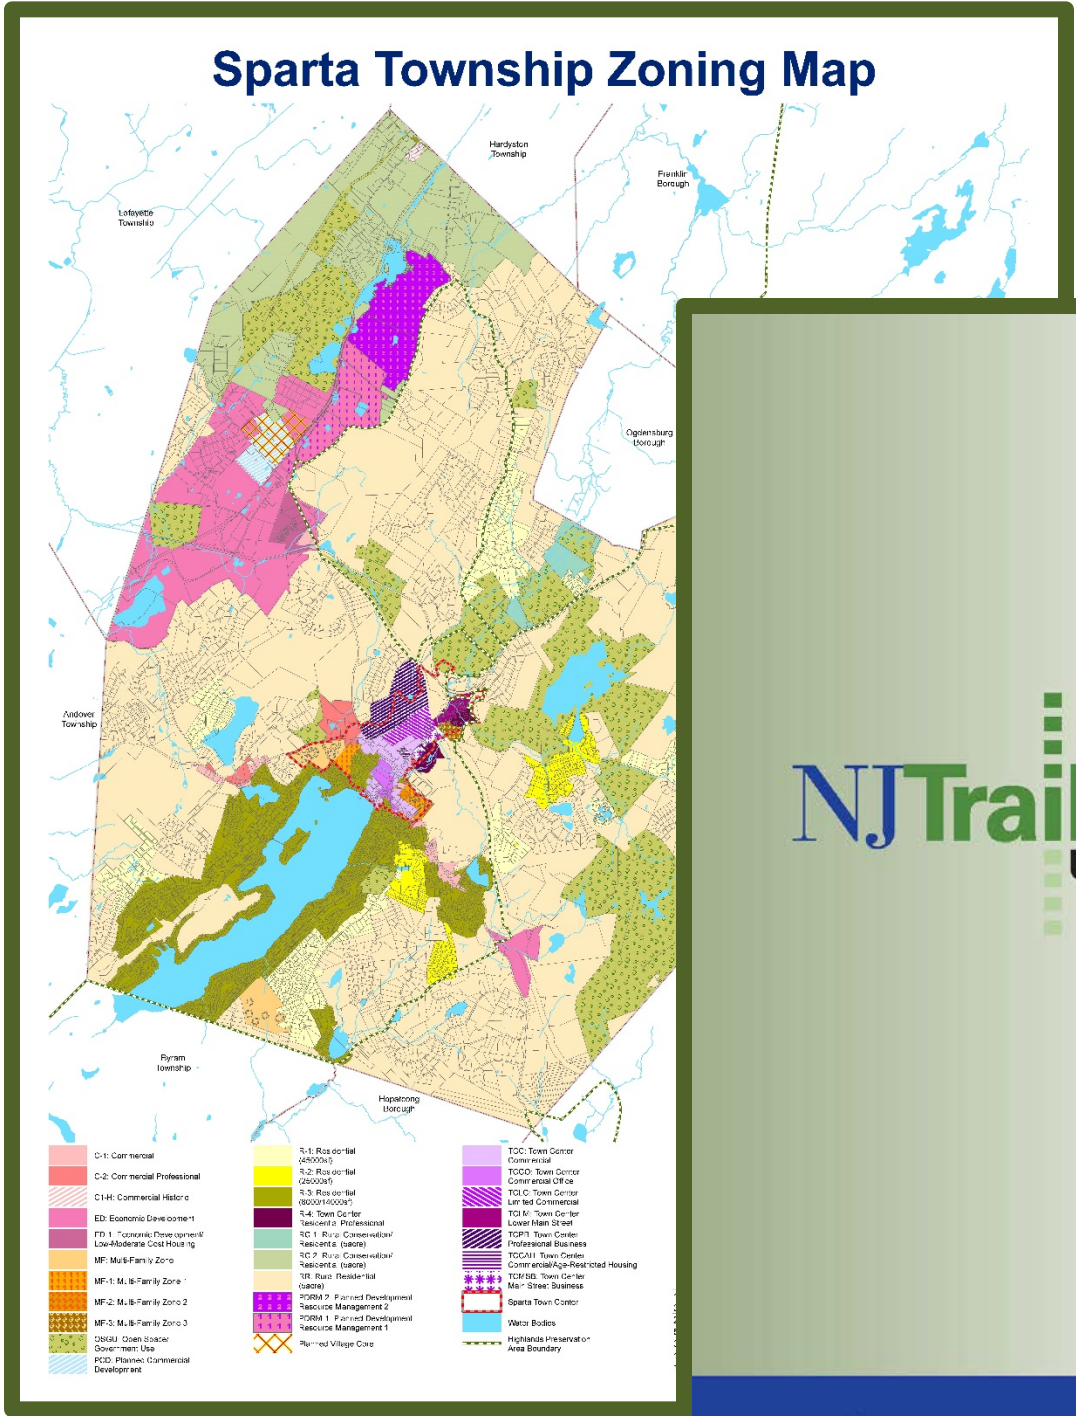 Sparta Township Zoning Map
Hardyston
Township
Franklin
Borough
Lafayette
Township
Ogdensburg
Borough
Andover
Township
Byram
Township
Hopatcong
Borough
NJTrail
C-1: Commercial
C-2: Commercial Professional
C1-H: Commercial Historic
ED: Economic Development
ED-1: Economic Development/
Low-Moderate Cost Housing
MF: Multi-Family Zone
MF-1: Multi-Family Zone 1
MF-2: Multi-Family Zone 2
MF-3: Multi-Family Zone 3
OSGU: Open Space/
Government Use
PCD: Planned Commercial
Development
R-1: Residential
(45000sf)
R-2: Residential
(25000sf)
R-3: Residential
(8000/14000sf)
R-4: Town Center
Residential Professional
RC-1: Rural Conservation/
Residential (5acre)
RC-2: Rural Conservation/
Residential (5acre)
RR: Rural Residential
(5acre)
PDRM-2: Planned Development
Resource Management 2
PDRM-1: Planned Development
Resource Management 1
Planned Village Core
TCC: Town Center
Commercial
TCCO: Town Center
Commercial Office
TCLC: Town Center
Limited Commercial
TCLM: Town Center
Lower Main Street
TCPB: Town Center
Professional Business
TCCAH: Town Center
Commercial/Age-Restricted Housing
TCMSB: Town Center
Main Street Business
Sparta Town Center
Water Bodies
Highlands Preservation
Area Boundary